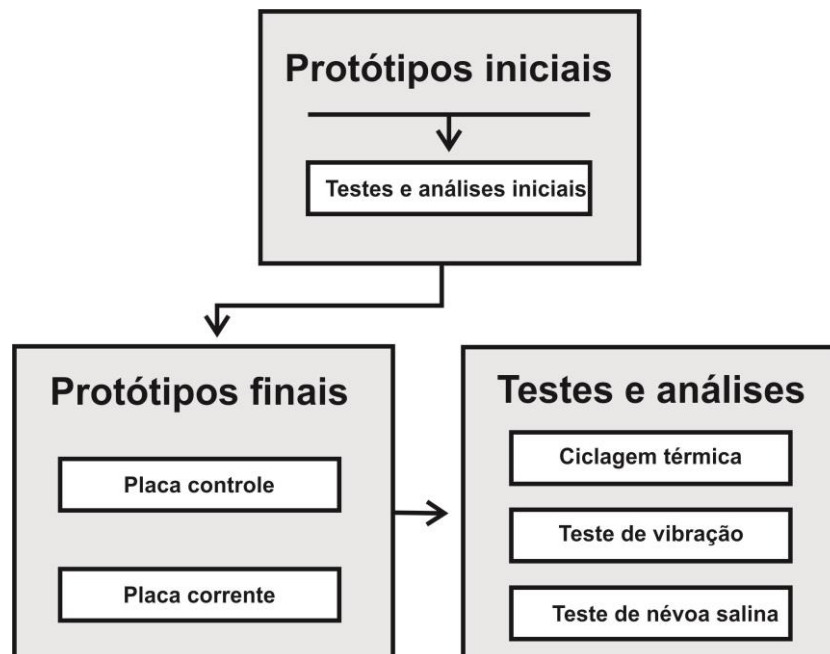 Protótipos iniciais
Testes e análises iniciais
Protótipos finais
Placa controle
Placa corrente
Testes e análises
Ciclagem térmica
Teste de vibração
Teste de névoa salina